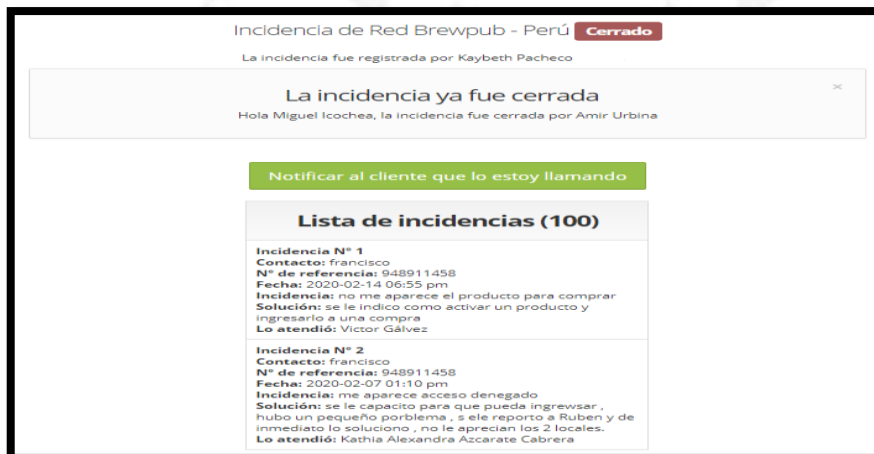 Incidencia de Red Brewpub - Perú Cerrado
La incidencia fue registrada por Kaybeth Pacheco
×
La incidencia ya fue cerrada
Hola Miguel Icochea, la incidencia fue cerrada por Amir Urbina
Notificar al cliente que lo estoy llamando
Lista de incidencias (100)
Incidencia N° 1
Contacto: francisco
N° de referencia: 948911458
Fecha: 2020-02-14 06:55 pm
Incidencia: no me aparece el producto para comprar
Solución: se le indico como activar un producto y
ingresarlo a una compra
Lo atendió: Victor Gálvez
Incidencia N° 2
Contacto: francisco
N° de referencia: 948911458
Fecha: 2020-02-07 01:10 pm
Incidencia: me aparece acceso denegado
Solución: se le capacito para que pueda ingrewsar ,
hubo un pequeño porblema , s ele reporto a Ruben y de
inmediato lo soluciono , no le aprecian los 2 locales.
Lo atendió: Kathia Alexandra Azcarate Cabrera